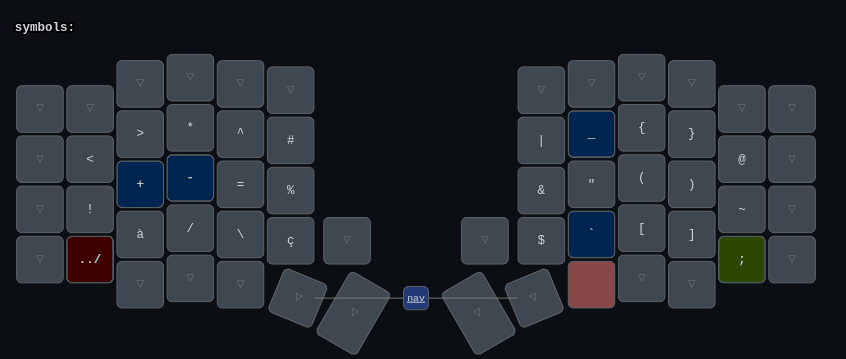 symbols:
▽ ▽ ▽ ▽ ▽ ▽ ▽ ▽ ▽ ▽ ▽ ▽
▽ < > * ^ # | _ { } @ ▽
▽ ! + - = % & " ( ) ~ ▽
▽ ../ à / \ ç ▽ ▽ $ ` [ ] ; ▽
▽ ▽ ▽ ▷ ▷ nav ◁ ◁ ▽ ▽